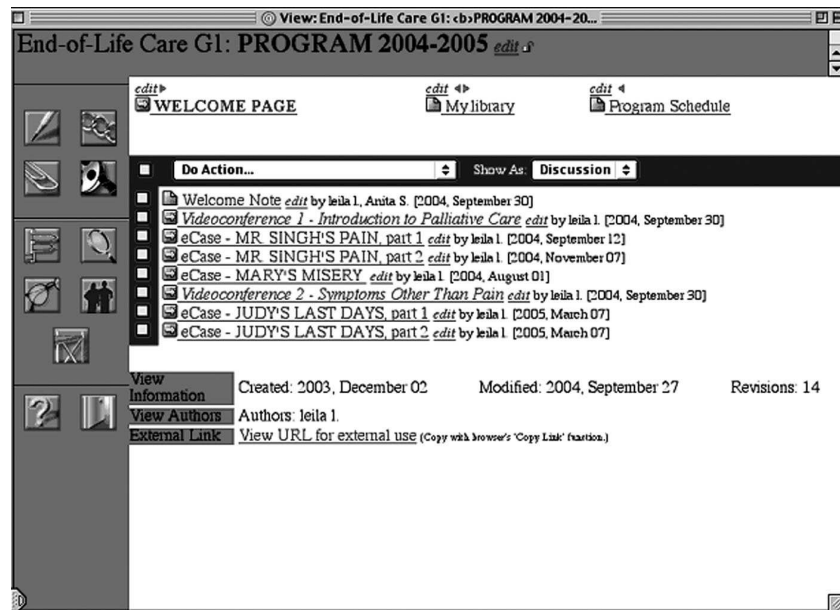 View: End-of-Life Care G1: <b>PROGRAM 2004-20...
End-of-Life Care G1: PROGRAM 2004-2005 edit
edit edit edit
WELCOME PAGE My library Program Schedule
Do Action... Show As: Discussion
Welcome Note edit by leila l., Anita S. [2004, September 30]
Videoconference 1 - Introduction to Palliative Care edit by leila l. [2004, September 30]
eCase - MR. SINGH'S PAIN, part 1 edit by leila l. [2004, September 12]
eCase - MR. SINGH'S PAIN, part 2 edit by leila l. [2004, November 07]
eCase - MARY'S MISERY edit by leila l. [2004, August 01]
Videoconference 2 - Symptoms Other Than Pain edit by leila l. [2004, September 30]
eCase - JUDY'S LAST DAYS, part 1 edit by leila l. [2005, March 07]
eCase - JUDY'S LAST DAYS, part 2 edit by leila l. [2005, March 07]
View Information Created: 2003, December 02 Modified: 2004, September 27 Revisions: 14
View Authors Authors: leila l.
External Link View URL for external use (Copy with browser's 'Copy Link' function.)